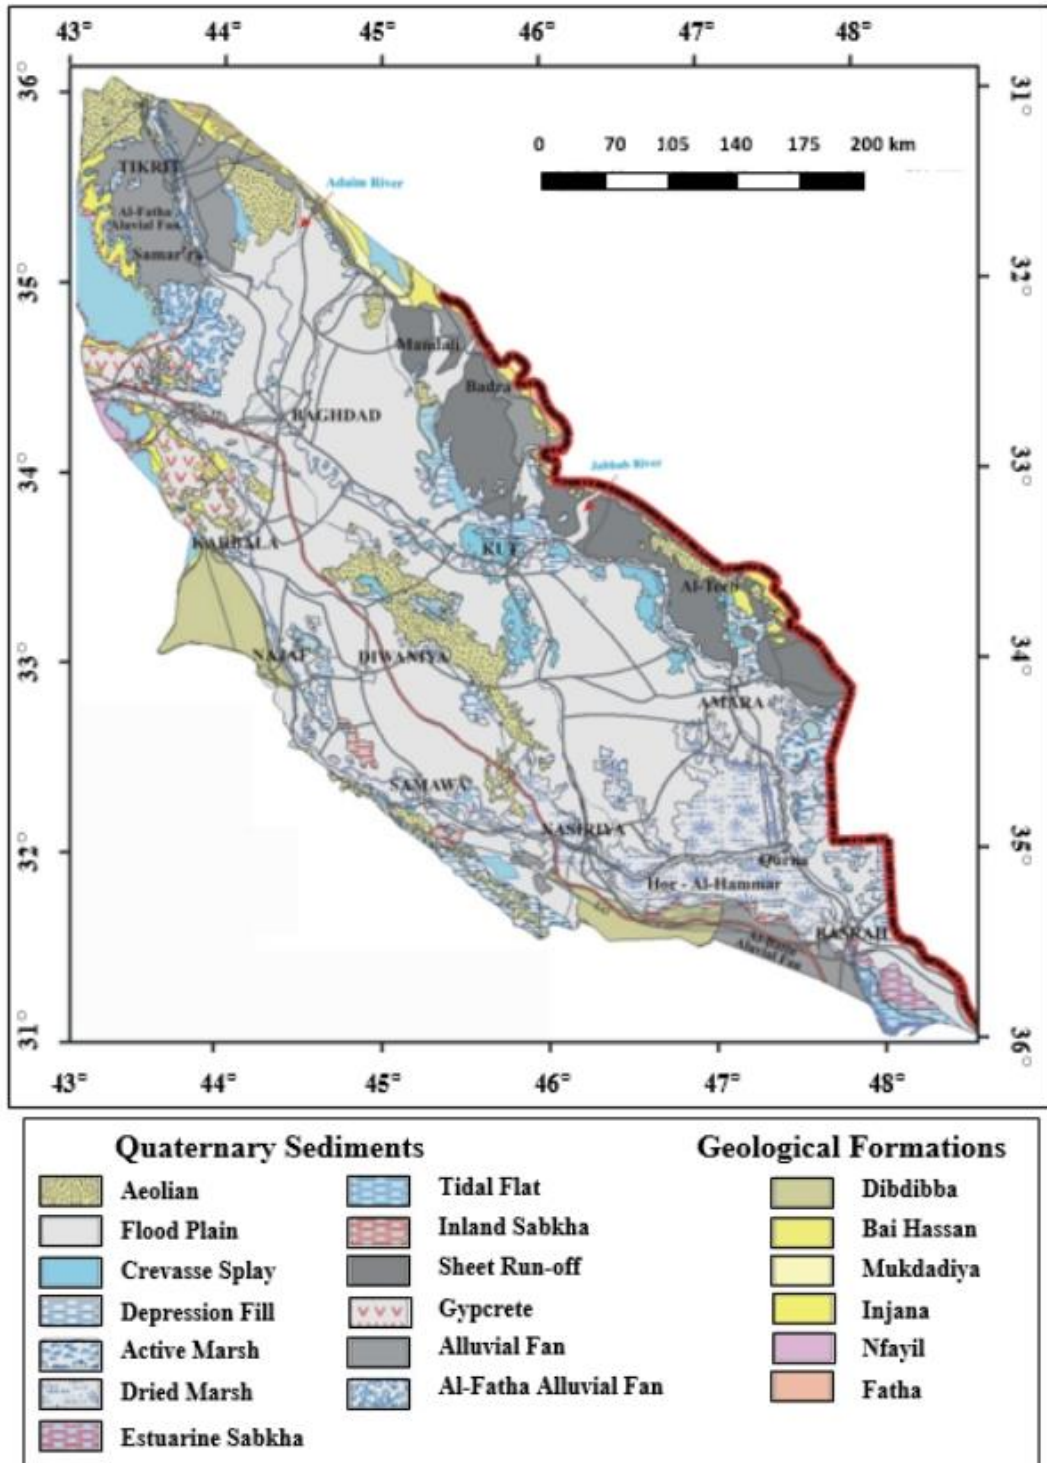 43° 44° 45° 46° 47° 48°
36° 31°
0 70 105 140 175 200 km
Adaim River
TIKRIT
Al-Fatha
Aluvial Fan
Samar'ra
35° 32°
Mandali
Badra
BAGHDAD
34° 33°
Jabbab River
KARBALA
KUT
Al-Teeb
33° 34°
NAJAF
DIWANIYA
AMARA
SAMAWA
NASIRIYA
32° 35°
Qurna
Hor - Al-Hammar
BASRAH
Aluvial Fan
31° 36°
43° 44° 45° 46° 47° 48°
Quaternary Sediments
Aeolian
Flood Plain
Crevasse Splay
Depression Fill
Active Marsh
Dried Marsh
Estuarine Sabkha
Tidal Flat
Inland Sabkha
Sheet Run-off
Gypcrete
Alluvial Fan
Al-Fatha Alluvial Fan
Geological Formations
Dibdibba
Bai Hassan
Mukdadiya
Injana
Nfayil
Fatha